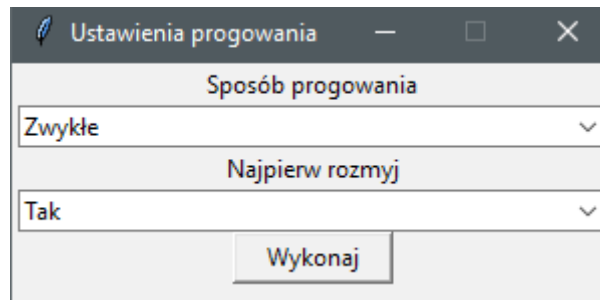 Ustawienia progowania
Sposób progowania
Zwykłe
Najpierw rozmyj
Tak
Wykonaj